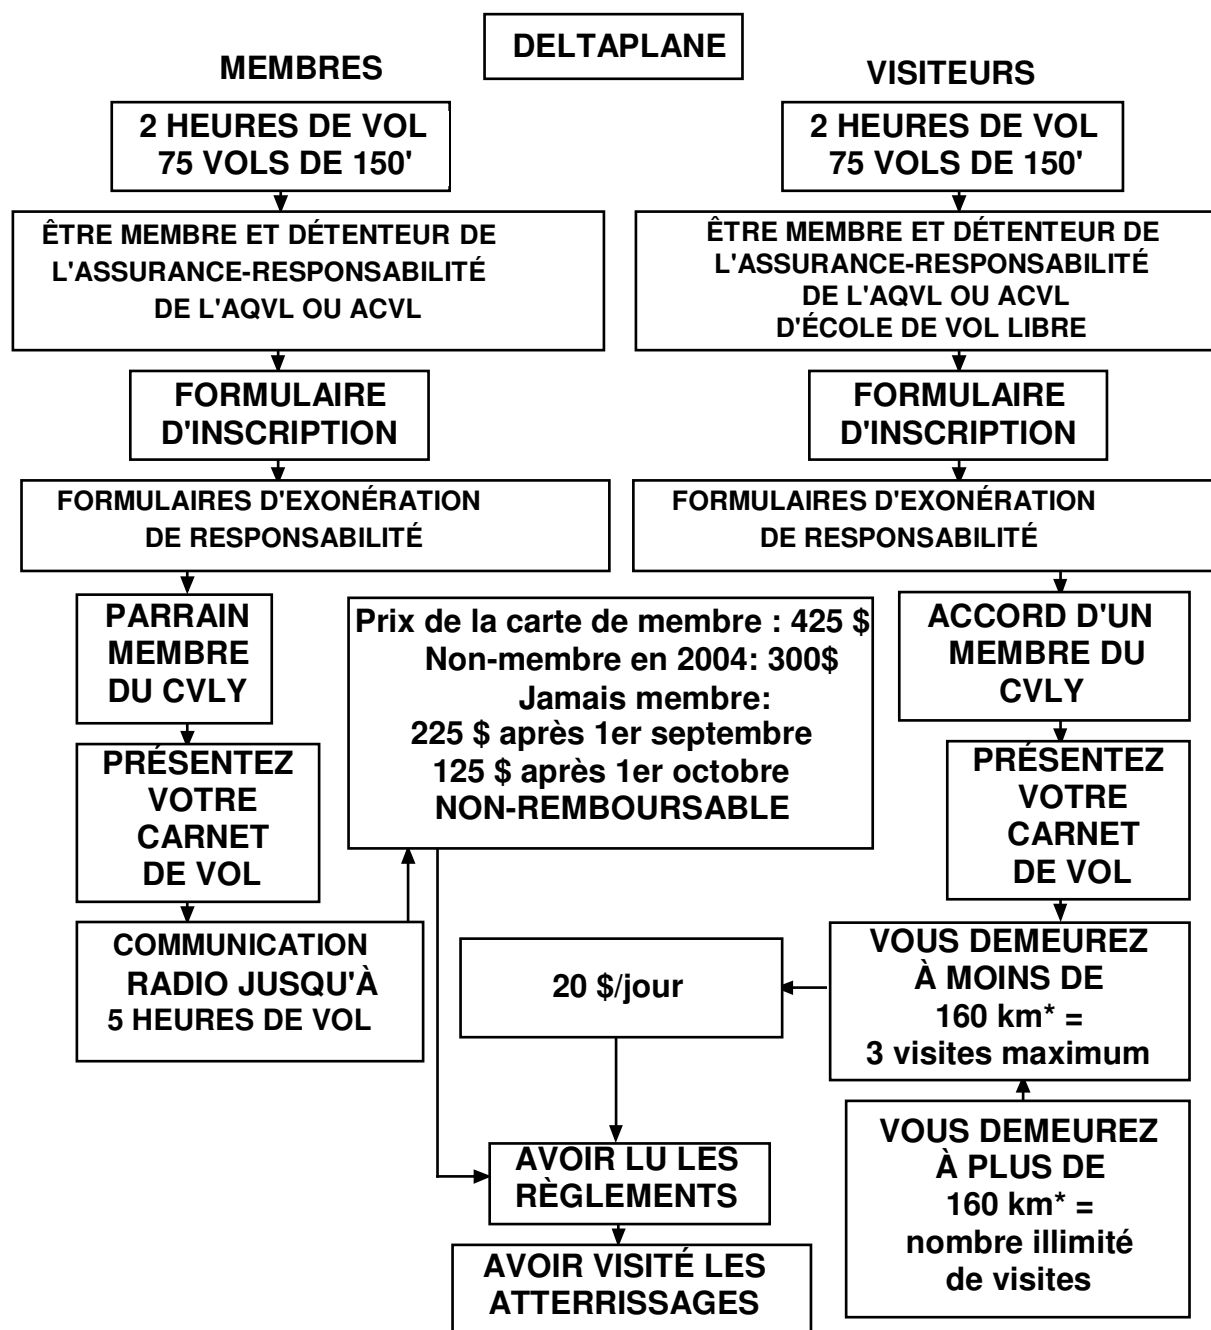 DELTAPLANE
MEMBRES
2 HEURES DE VOL
75 VOLS DE 150'
ÊTRE MEMBRE ET DÉTENTEUR DE
L'ASSURANCE-RESPONSABILITÉ
DE L'AQVL OU ACVL
FORMULAIRE
D'INSCRIPTION
FORMULAIRES D'EXONÉRATION
DE RESPONSABILITÉ
PARRAIN
MEMBRE
DU CVLY
PRÉSENTEZ
VOTRE
CARNET
DE VOL
COMMUNICATION
RADIO JUSQU'À
5 HEURES DE VOL
Prix de la carte de membre : 425 $
Non-membre en 2004: 300$
Jamais membre:
225 $ après 1er septembre
125 $ après 1er octobre
NON-REMBOURSABLE
VISITEURS
2 HEURES DE VOL
75 VOLS DE 150'
ÊTRE MEMBRE ET DÉTENTEUR DE
L'ASSURANCE-RESPONSABILITÉ
DE L'AQVL OU ACVL
D'ÉCOLE DE VOL LIBRE
FORMULAIRE
D'INSCRIPTION
FORMULAIRES D'EXONÉRATION
DE RESPONSABILITÉ
ACCORD D'UN
MEMBRE DU
CVLY
PRÉSENTEZ
VOTRE
CARNET
DE VOL
VOUS DEMEUREZ
À MOINS DE
160 km* =
3 visites maximum
VOUS DEMEUREZ
À PLUS DE
160 km* =
nombre illimité
de visites
20 $/jour
AVOIR LU LES
RÈGLEMENTS
AVOIR VISITÉ LES
ATTERRISSAGES